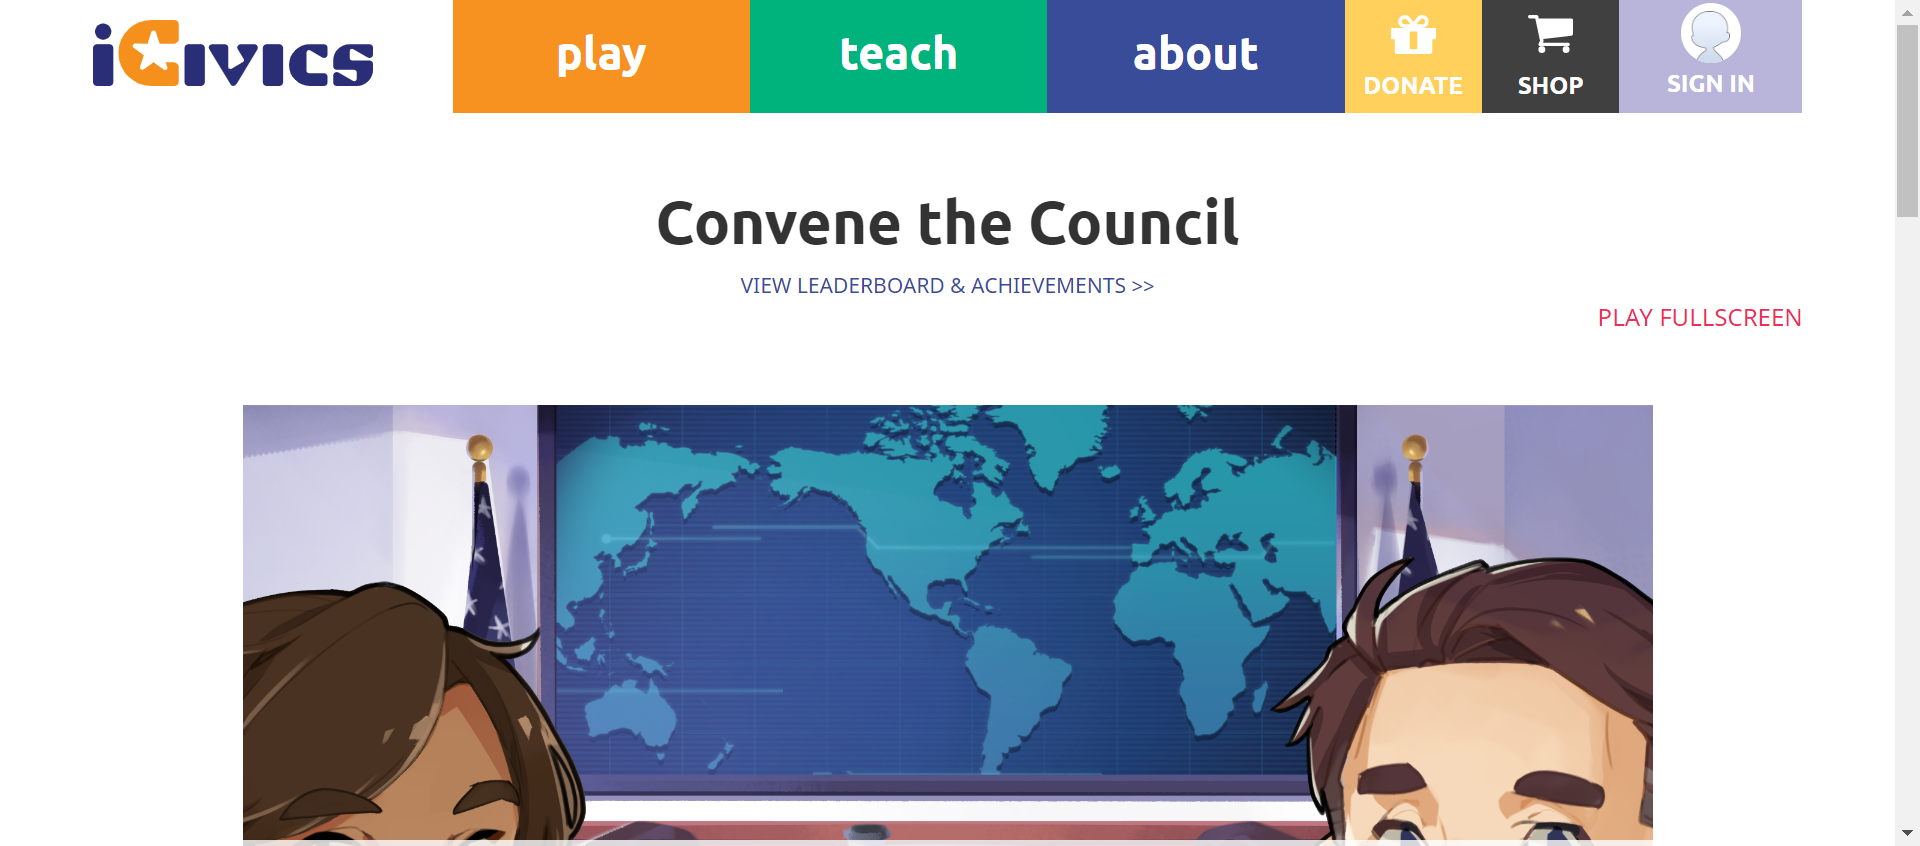 iCivics
play
teach
about
DONATE
SHOP
SIGN IN
Convene the Council
VIEW LEADERBOARD & ACHIEVEMENTS >>
PLAY FULLSCREEN